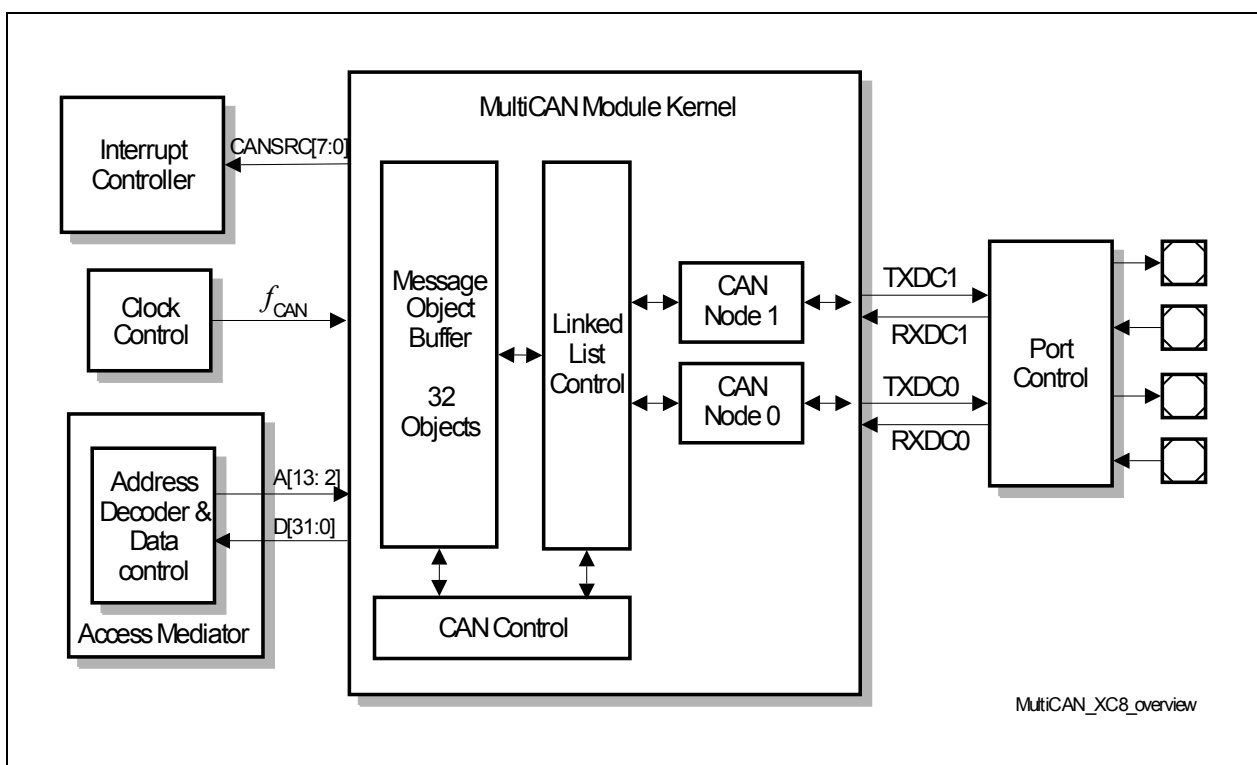 MultiCAN Module Kernel
Interrupt
Controller
CANSRC[7:0]
Clock
Control
fCAN
Address
Decoder &
Data
control
Access Mediator
A[13: 2]
D[31:0]
Message
Object
Buffer
32
Objects
Linked
List
Control
CAN
Node 1
CAN
Node 0
CAN Control
TXDC1
RXDC1
TXDC0
RXDC0
Port
Control
MultiCAN_XC8_overview